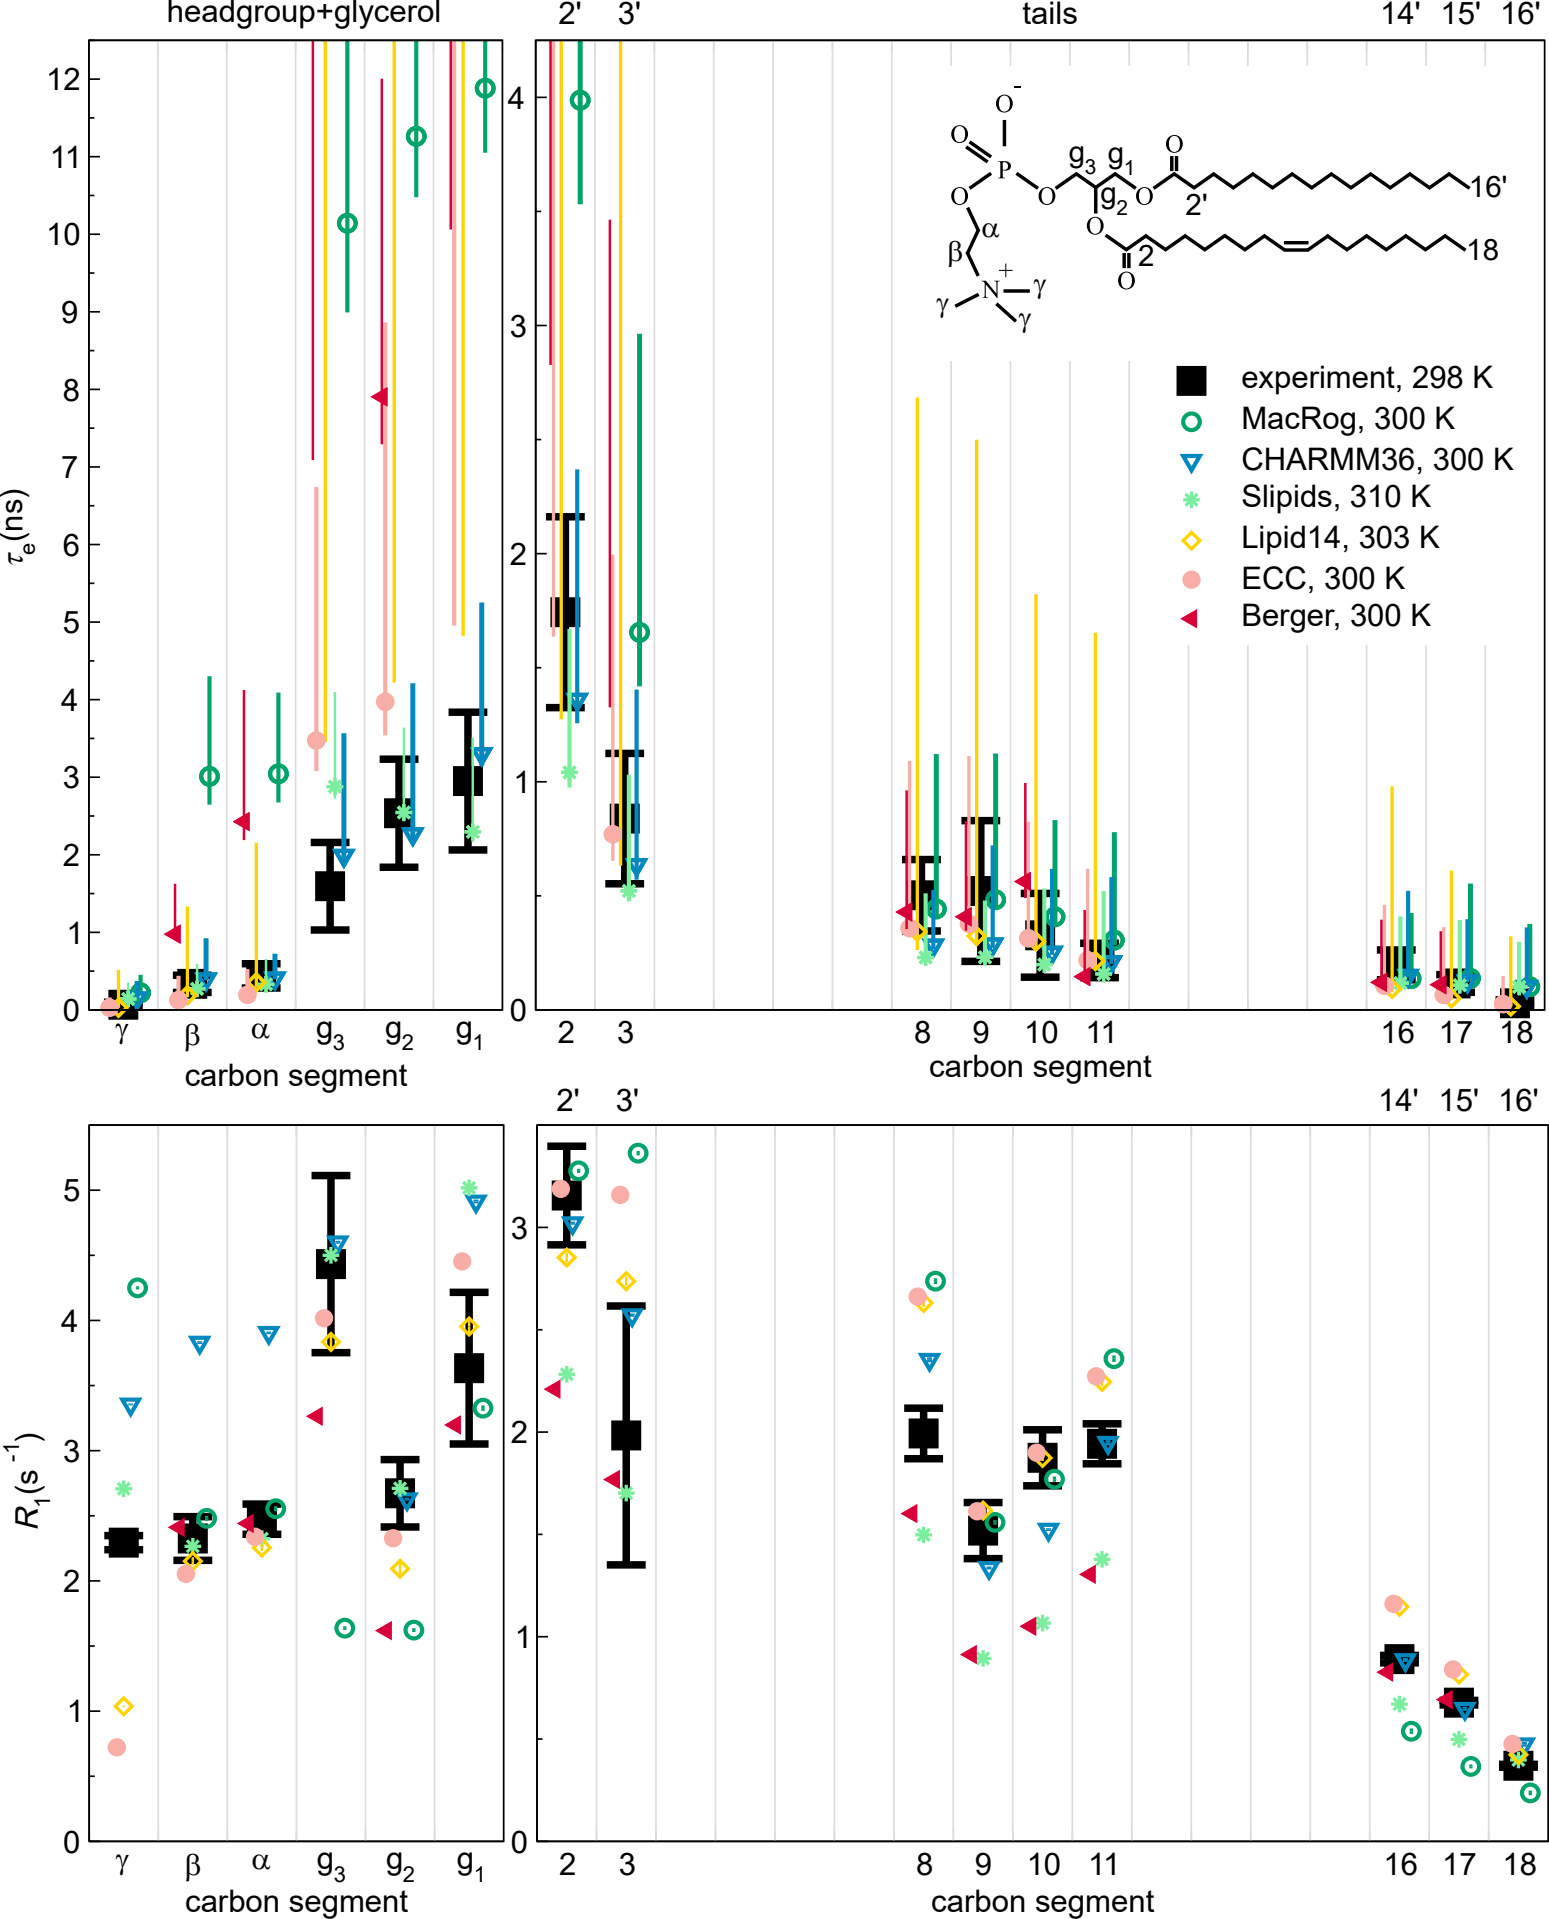 headgroup+glycerol 2' 3' tails 14' 15' 16'
12
11
10
9
8
7
6
5
4
3
2
1
0
τe(ns)
4
3
2
1
0
O-
O
P
O
O
g3 g1
g2
O
O
2'
16'
O
O
2
18
α
β
N+
γ
γ
γ
experiment, 298 K
MacRog, 300 K
CHARMM36, 300 K
Slipids, 310 K
Lipid14, 303 K
ECC, 300 K
Berger, 300 K
γ β α g3 g2 g1 2 3 8 9 10 11 16 17 18
carbon segment carbon segment
2' 3' 14' 15' 16'
5
4
3
2
1
0
R1(s-1)
3
2
1
0
γ β α g3 g2 g1 2 3 8 9 10 11 16 17 18
carbon segment carbon segment